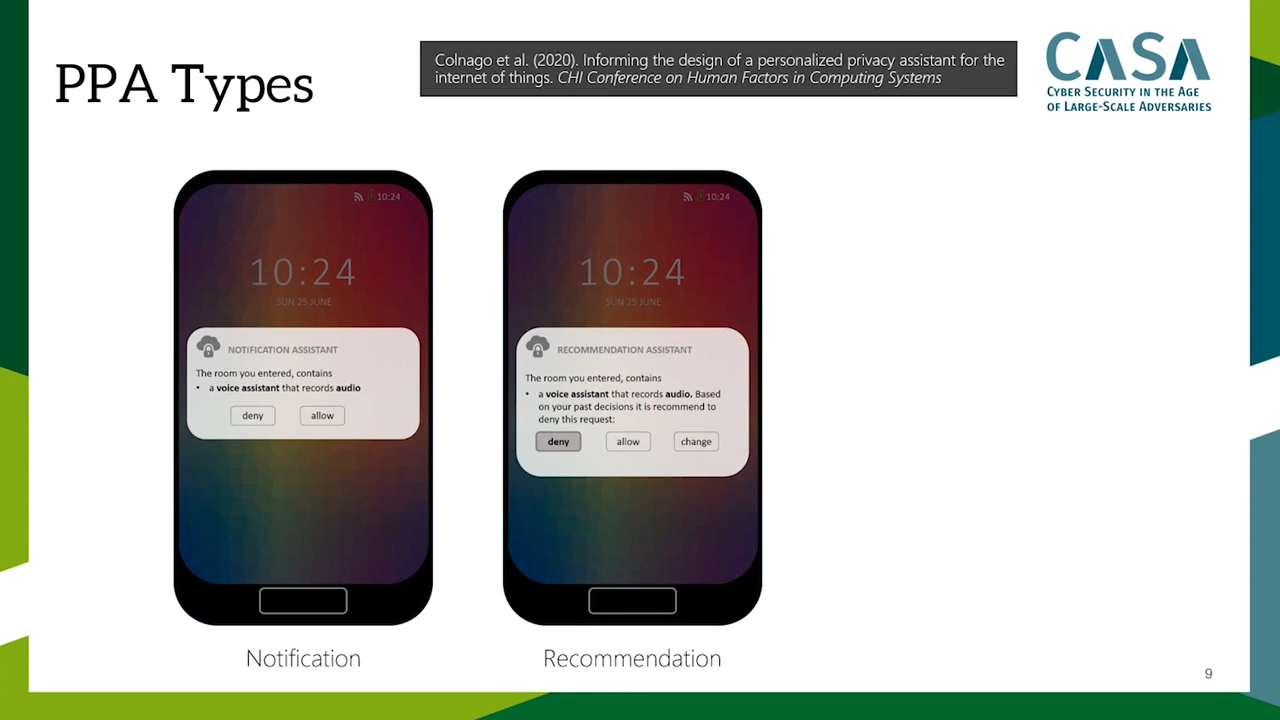 PPA Types
Colnago et al. (2020). Informing the design of a personalized privacy assistant for the
internet of things. CHI Conference on Human Factors in Computing Systems
CASA
CYBER SECURITY IN THE AGE
OF LARGE-SCALE ADVERSARIES
10:24
10:24
SUN 25 JUNE
NOTIFICATION ASSISTANT
The room you entered, contains
• a voice assistant that records audio
deny allow
Notification
10:24
10:24
SUN 25 JUNE
RECOMMENDATION ASSISTANT
The room you entered, contains
• a voice assistant that records audio. Based
on your past decisions it is recommend to
deny this request:
deny allow change
Recommendation
9